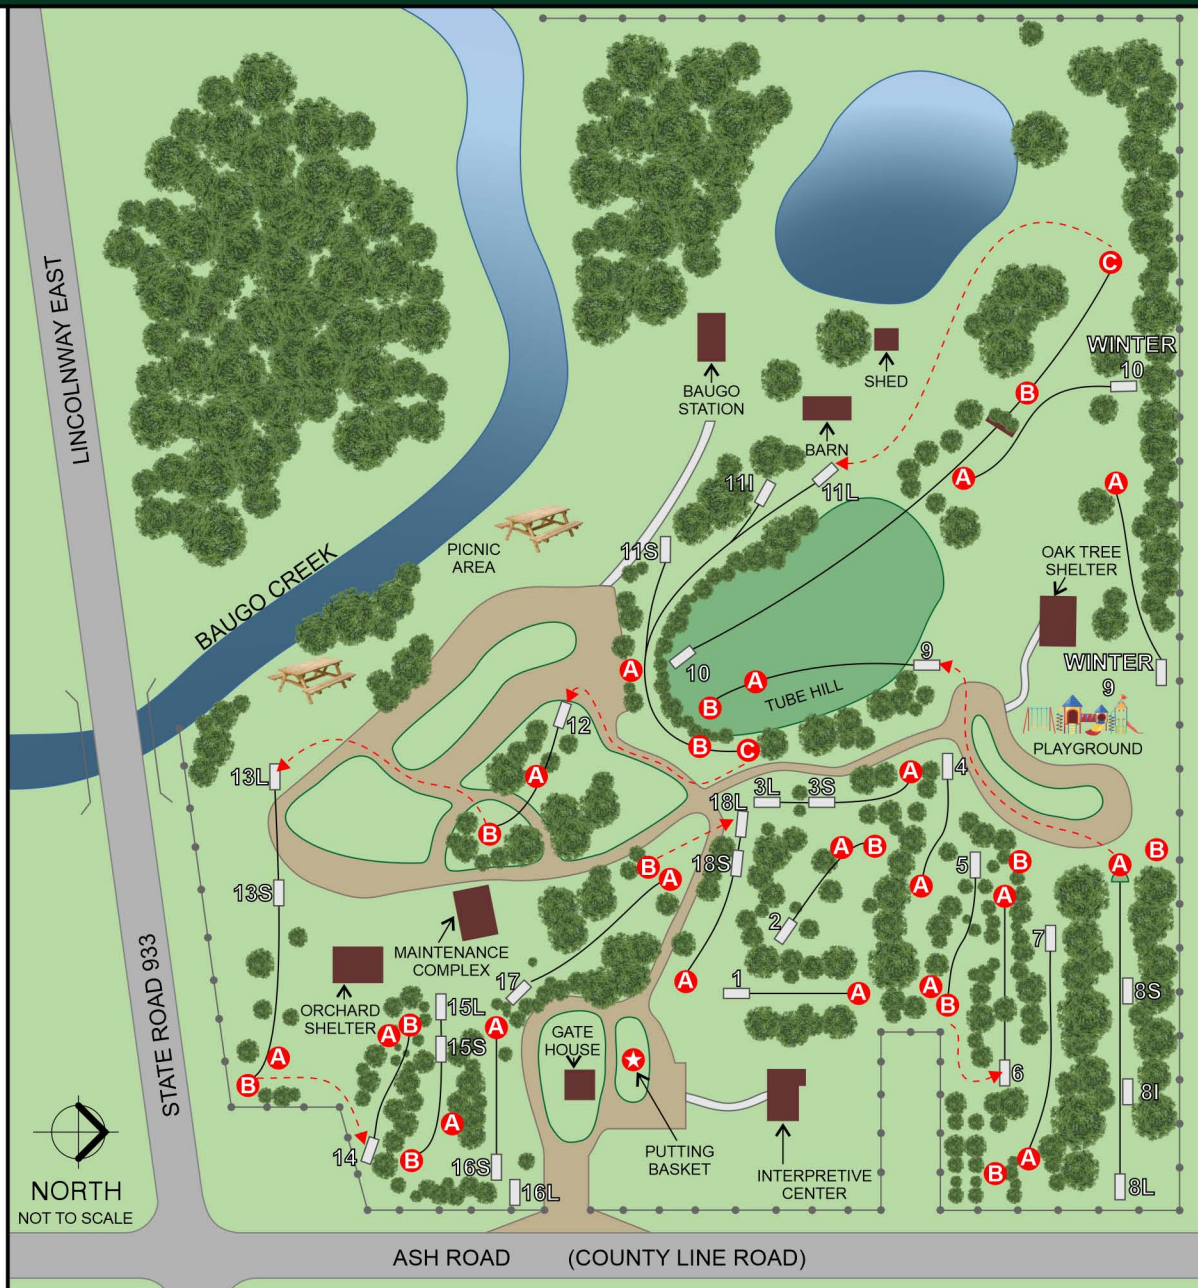 LINCOLNWAY EAST
BAUGO CREEK
STATE ROAD 933
C
WINTER
10
SHED
BAUGO
STATION
B
BARN
A
11I
11L
A
PICNIC
AREA
11S
OAK TREE
SHELTER
A
10
9
WINTER
9
A
B
TUBE HILL
12
B
C
PLAYGROUND
13L
A
3L
3S
A
4
18L
B
A
B
B
18S
B
A
5
B
A
A
A
13S
2
7
MAINTENANCE
COMPLEX
17
A
1
A
A
B
8S
ORCHARD
SHELTER
15L
A
B
A
15S
GATE
HOUSE
A
B
6
8I
A
14
B
16S
16L
PUTTING
BASKET
INTERPRETIVE
CENTER
B
A
8L
NORTH
NOT TO SCALE
ASH ROAD (COUNTY LINE ROAD)